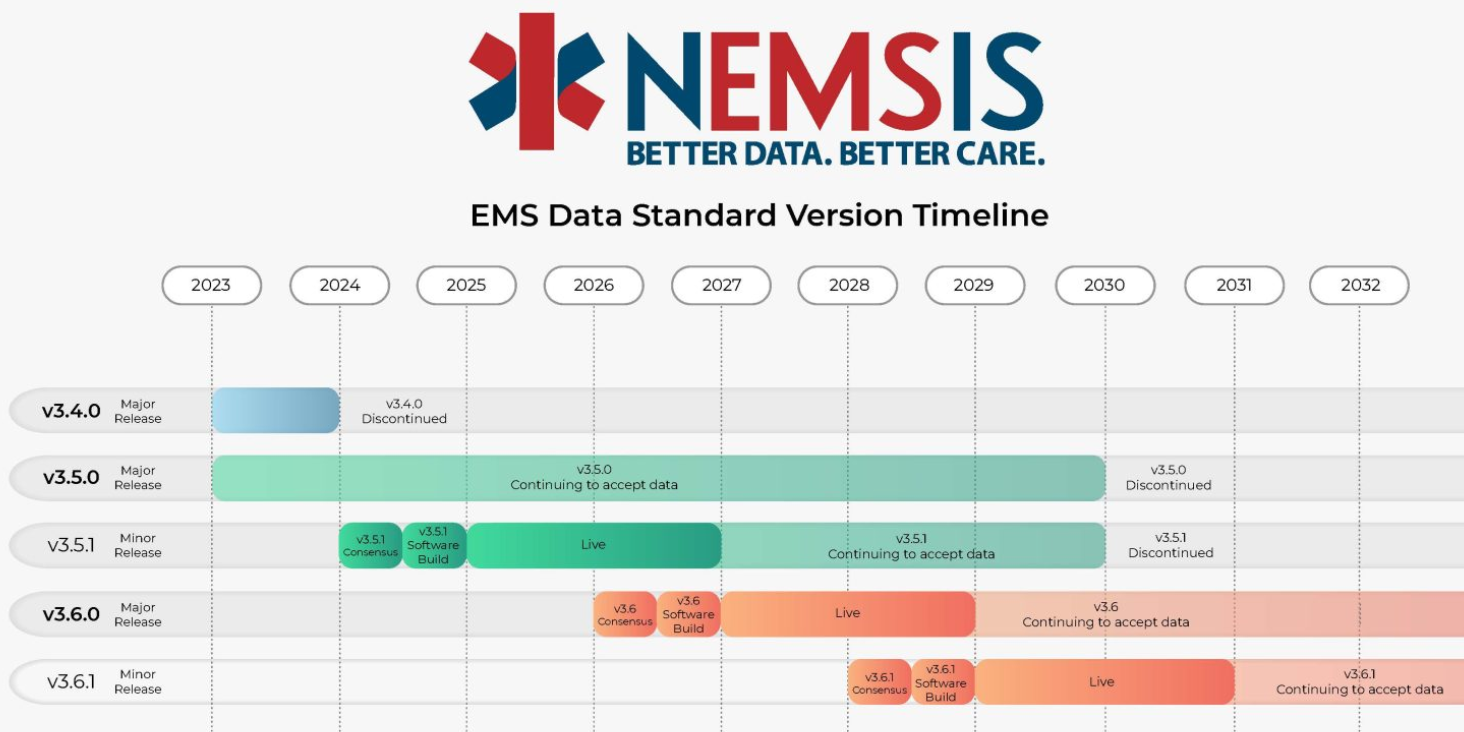 NEMSIS
BETTER DATA. BETTER CARE.
EMS Data Standard Version Timeline
2023
2024
2025
2026
2027
2028
2029
2030
2031
2032
v3.4.0
Major
Release
v3.4.0
Discontinued
v3.5.0
Major
Release
v3.5.0
Continuing to accept data
v3.5.0
Discontinued
v3.5.1
Minor
Release
v3.5.1
Consensus
v3.5.1
Software
Build
Live
v3.5.1
Continuing to accept data
v3.5.1
Discontinued
v3.6.0
Major
Release
v3.6
Consensus
v3.6
Software
Build
Live
v3.6
Continuing to accept data
v3.6.1
Minor
Release
v3.6.1
Consensus
v3.6.1
Software
Build
Live
v3.6.1
Continuing to accept data